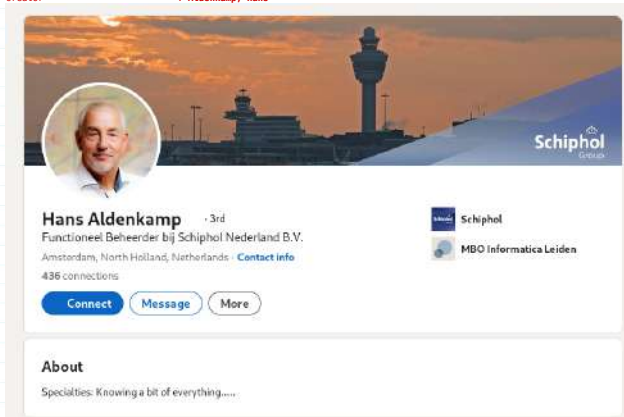 Schiphol
Group
Hans Aldenkamp · 3rd
Functioneel Beheerder bij Schiphol Nederland B.V.
Amsterdam, North Holland, Netherlands · Contact info
436 connections
Connect Message More
Schiphol
MBO Informatica Leiden
About
Specialties: Knowing a bit of everything.....